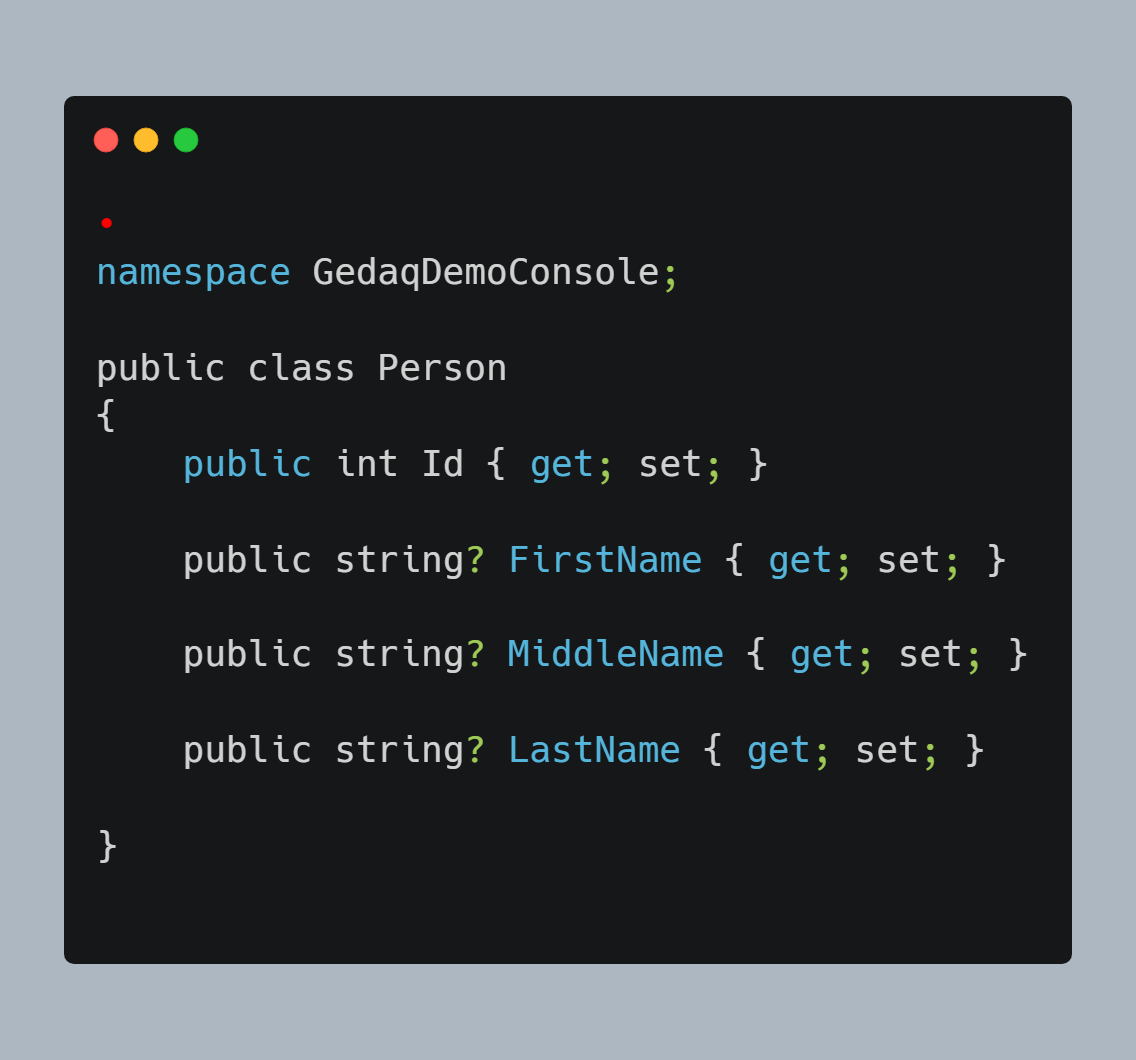 namespace GedaqDemoConsole;
public class Person
{
    public int Id { get; set; }
    public string? FirstName { get; set; }
    public string? MiddleName { get; set; }
    public string? LastName { get; set; }
}